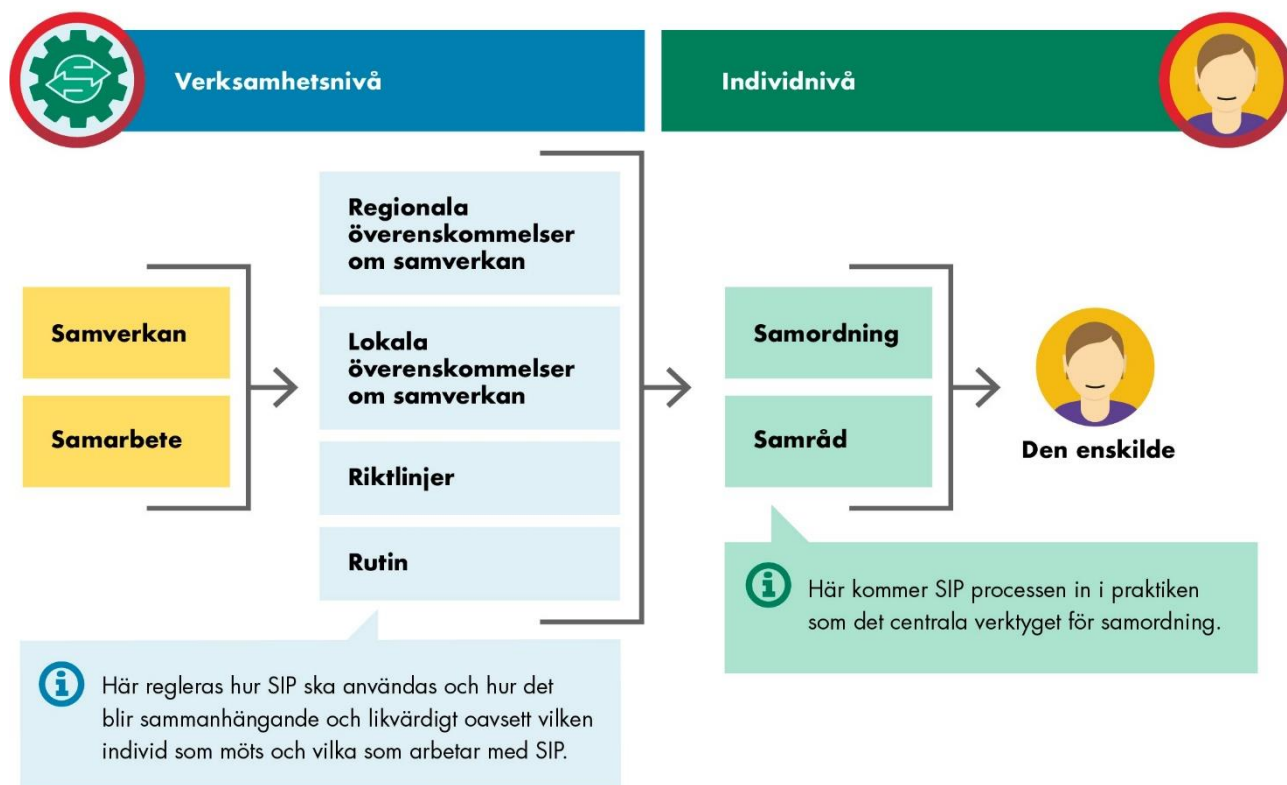 Verksamhetsnivå
Individnivå
Samverkan
Samarbete
Regionala
överenskommelser
om samverkan
Lokala
överenskommelser
om samverkan
Riktlinjer
Rutin
Samordning
Samråd
Den enskilde
Här regleras hur SIP ska användas och hur det
blir sammanhängande och likvärdigt oavsett vilken
individ som möts och vilka som arbetar med SIP.
Här kommer SIP processen in i praktiken
som det centrala verktyget för samordning.